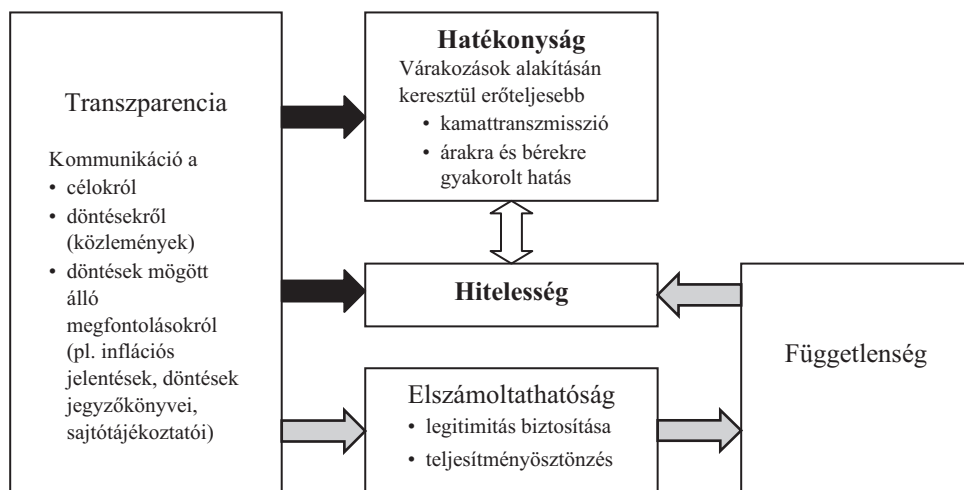 Transzparencia
Kommunikáció a
• célokról
• döntésekről
(közlemények)
• döntések mögött
álló
megfontolásokról
(pl. inflációs
jelentések, döntések
jegyzőkönyvei,
sajtótájékoztatói)
Hatékonyság
Várakozások alakításán
keresztül erőteljesebb
• kamattranszmisszió
• árakra és bérekre
gyakorolt hatás
Hitelesség
Elszámoltathatóság
• legitimitás biztosítása
• teljesítményösztönzés
Függetlenség